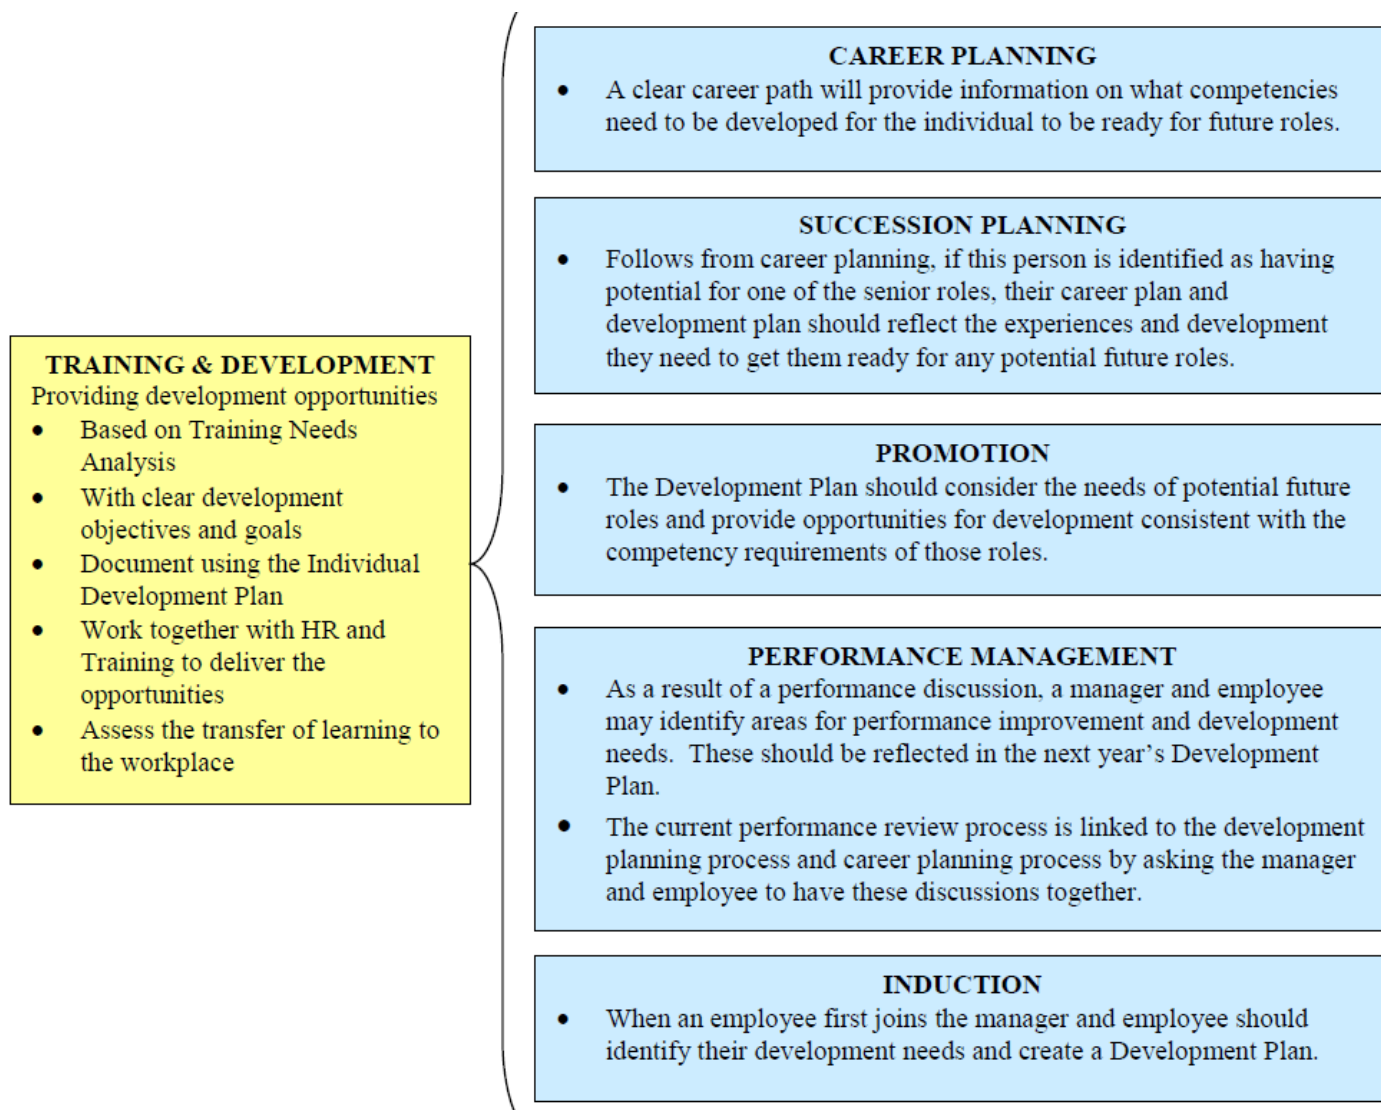 CAREER PLANNING
• A clear career path will provide information on what competencies
need to be developed for the individual to be ready for future roles.
SUCCESSION PLANNING
• Follows from career planning, if this person is identified as having
potential for one of the senior roles, their career plan and
development plan should reflect the experiences and development
they need to get them ready for any potential future roles.
TRAINING & DEVELOPMENT
Providing development opportunities
• Based on Training Needs
Analysis
• With clear development
objectives and goals
• Document using the Individual
Development Plan
• Work together with HR and
Training to deliver the
opportunities
• Assess the transfer of learning to
the workplace
PROMOTION
• The Development Plan should consider the needs of potential future
roles and provide opportunities for development consistent with the
competency requirements of those roles.
PERFORMANCE MANAGEMENT
• As a result of a performance discussion, a manager and employee
may identify areas for performance improvement and development
needs.  These should be reflected in the next year's Development
Plan.
• The current performance review process is linked to the development
planning process and career planning process by asking the manager
and employee to have these discussions together.
INDUCTION
• When an employee first joins the manager and employee should
identify their development needs and create a Development Plan.